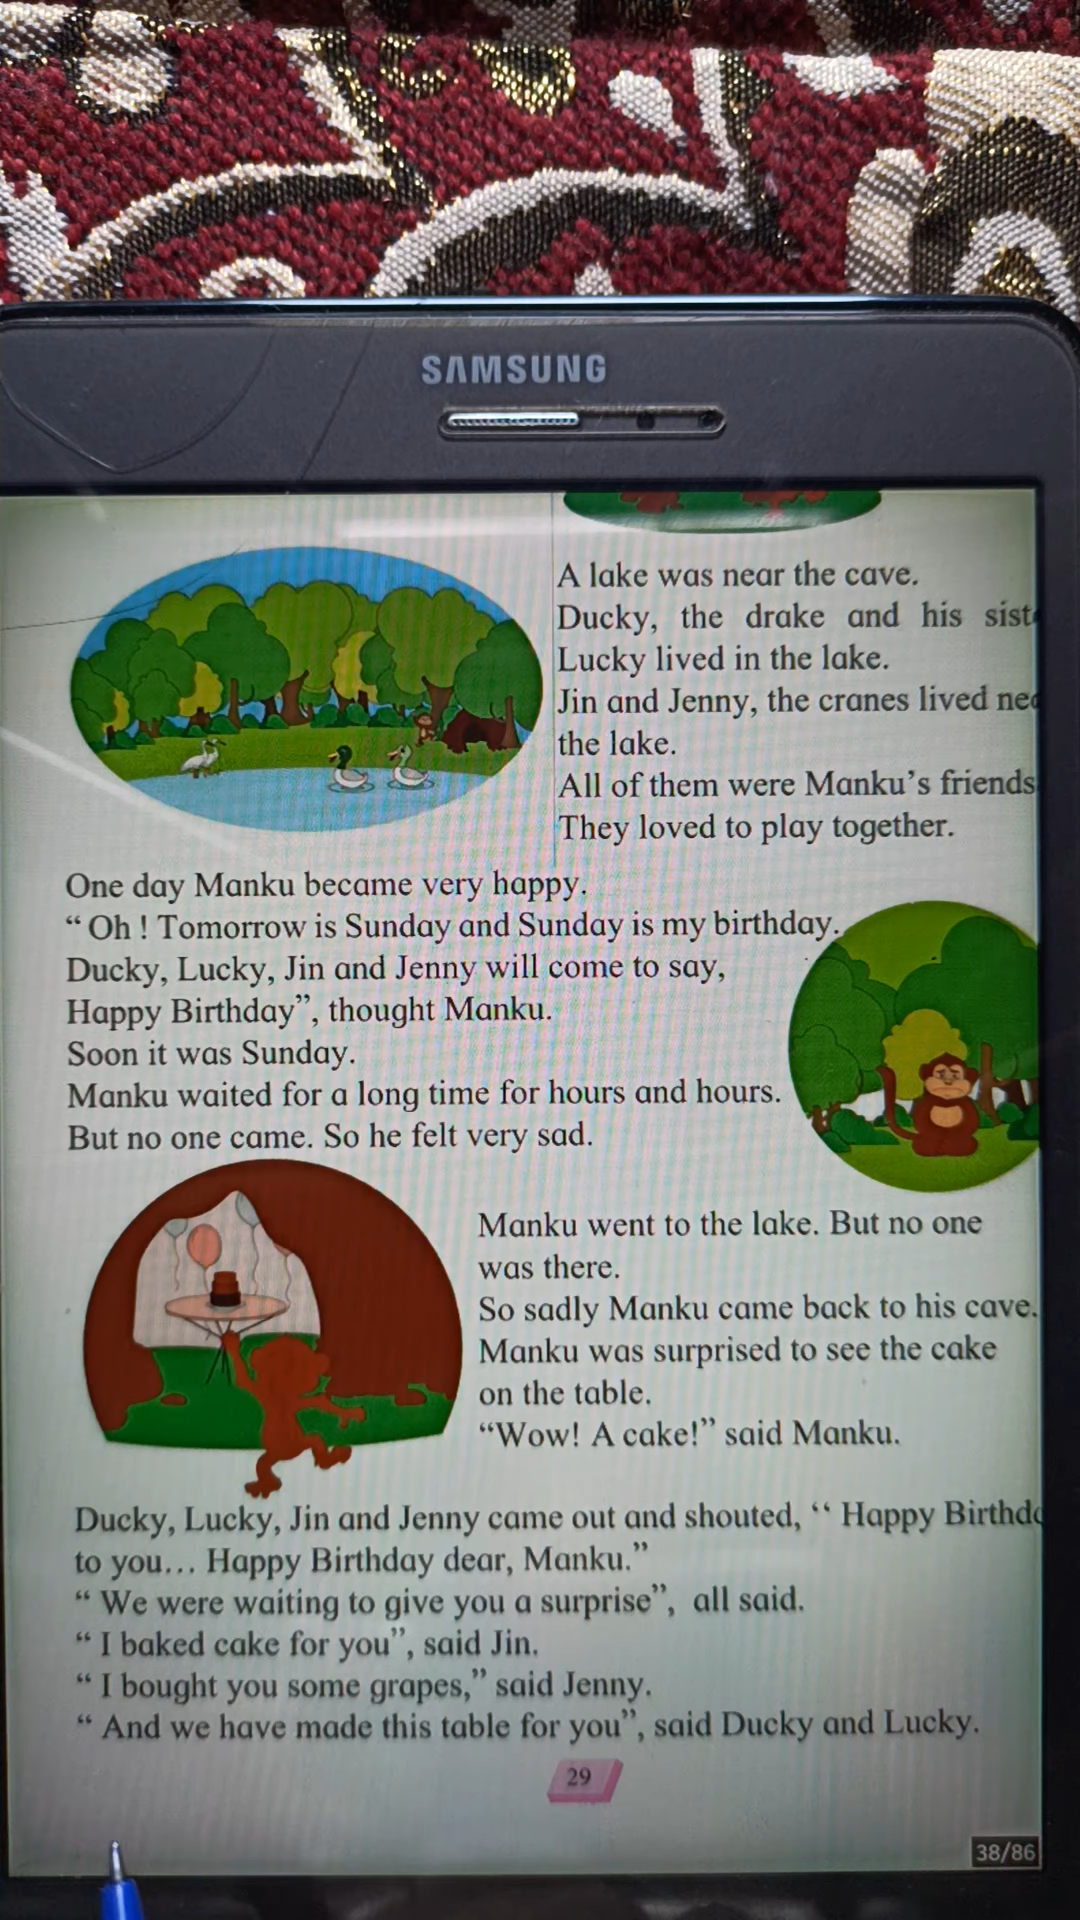 SAMSUNG
A lake was near the cave.
Ducky, the drake and his sist
Lucky lived in the lake.
Jin and Jenny, the cranes lived nea
the lake.
All of them were Manku's friends
They loved to play together.
One day Manku became very happy.
“ Oh ! Tomorrow is Sunday and Sunday is my birthday.
Ducky, Lucky, Jin and Jenny will come to say,
Happy Birthday”, thought Manku.
Soon it was Sunday.
Manku waited for a long time for hours and hours.
But no one came. So he felt very sad.
Manku went to the lake. But no one
was there.
So sadly Manku came back to his cave.
Manku was surprised to see the cake
on the table.
“Wow! A cake!” said Manku.
Ducky, Lucky, Jin and Jenny came out and shouted, ‘‘ Happy Birthda
to you... Happy Birthday dear, Manku.”
“ We were waiting to give you a surprise”, all said.
“ I baked cake for you”, said Jin.
“ I bought you some grapes,” said Jenny.
“ And we have made this table for you”, said Ducky and Lucky.
29
38/86